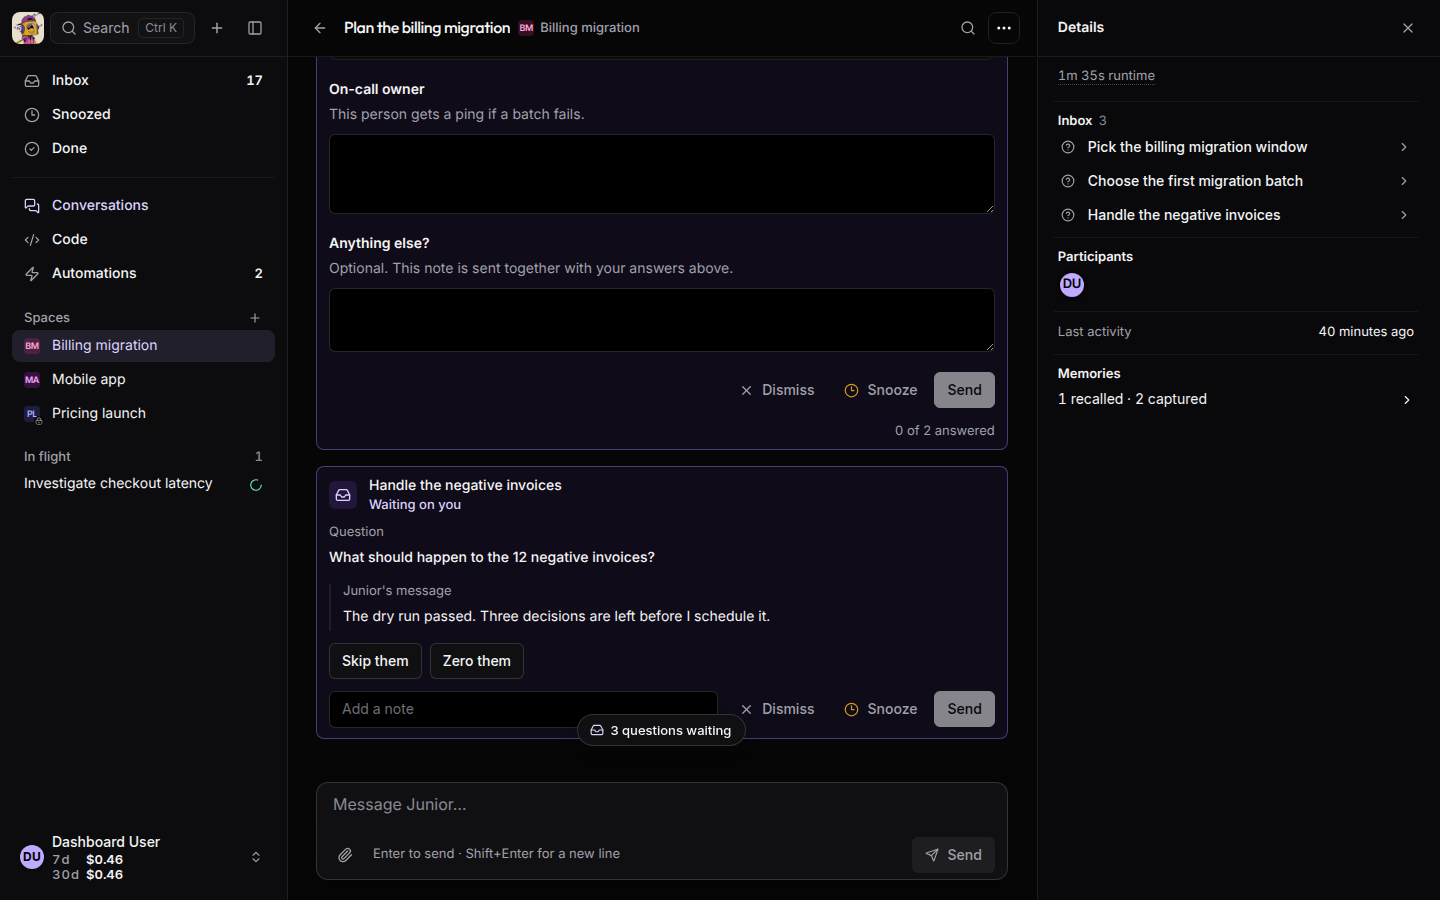 Search
Ctrl K
Inbox
17
Snoozed
Done
Conversations
Code
Automations
2
Spaces
BM
Billing migration
MA
Mobile app
PL
Pricing launch
In flight
1
Investigate checkout latency
DU
Dashboard User
7d $0.46
30d $0.46
Plan the billing migration
BM
Billing migration
On-call owner
This person gets a ping if a batch fails.
Anything else?
Optional. This note is sent together with your answers above.
Dismiss
Snooze
Send
0 of 2 answered
Handle the negative invoices
Waiting on you
Question
What should happen to the 12 negative invoices?
Junior's message
The dry run passed. Three decisions are left before I schedule it.
Skip them
Zero them
Add a note
Dismiss
Snooze
Send
3 questions waiting
Message Junior...
Enter to send · Shift+Enter for a new line
Send
Details
1m 35s runtime
Inbox 3
Pick the billing migration window
Choose the first migration batch
Handle the negative invoices
Participants
DU
Last activity
40 minutes ago
Memories
1 recalled · 2 captured